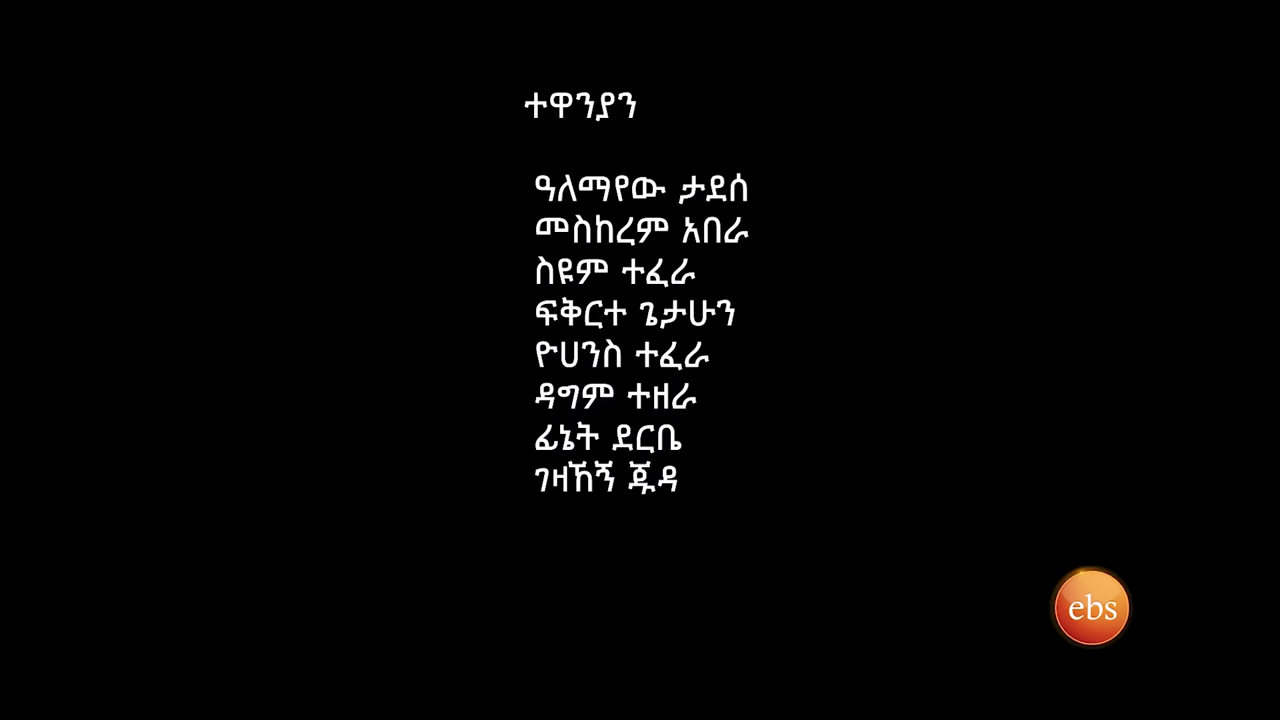 ተዋንያን
ዓለማየው ታደሰ
መስከረም አበራ
ስዩም ተፈራ
ፍቅርተ ጌታሁን
ዮሀንስ ተፈራ
ዳግም ተዘራ
ፊኔት ደርቤ
ገዛኸኝ ጁዳ
ebs